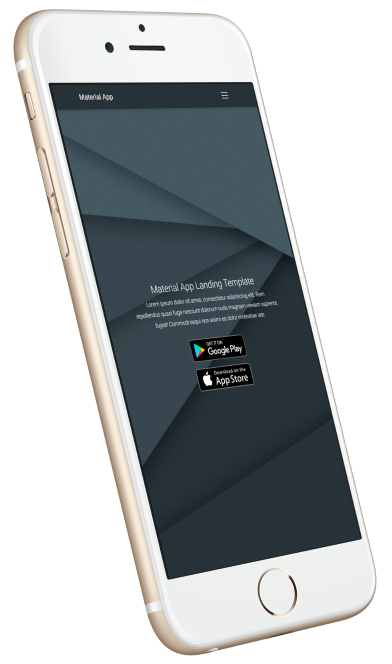 Material App
Material App Landing Template
Lorem ipsum dolor sit amet, consectetur adipisicing elit. Rem
repellendus quasi fuga nesciunt dolorum nulla magnam veniam sapiente,
fugiat! Commodi sequi non animi ea dolor molestiae iste.
GET IT ON
Google Play
Download on the
App Store